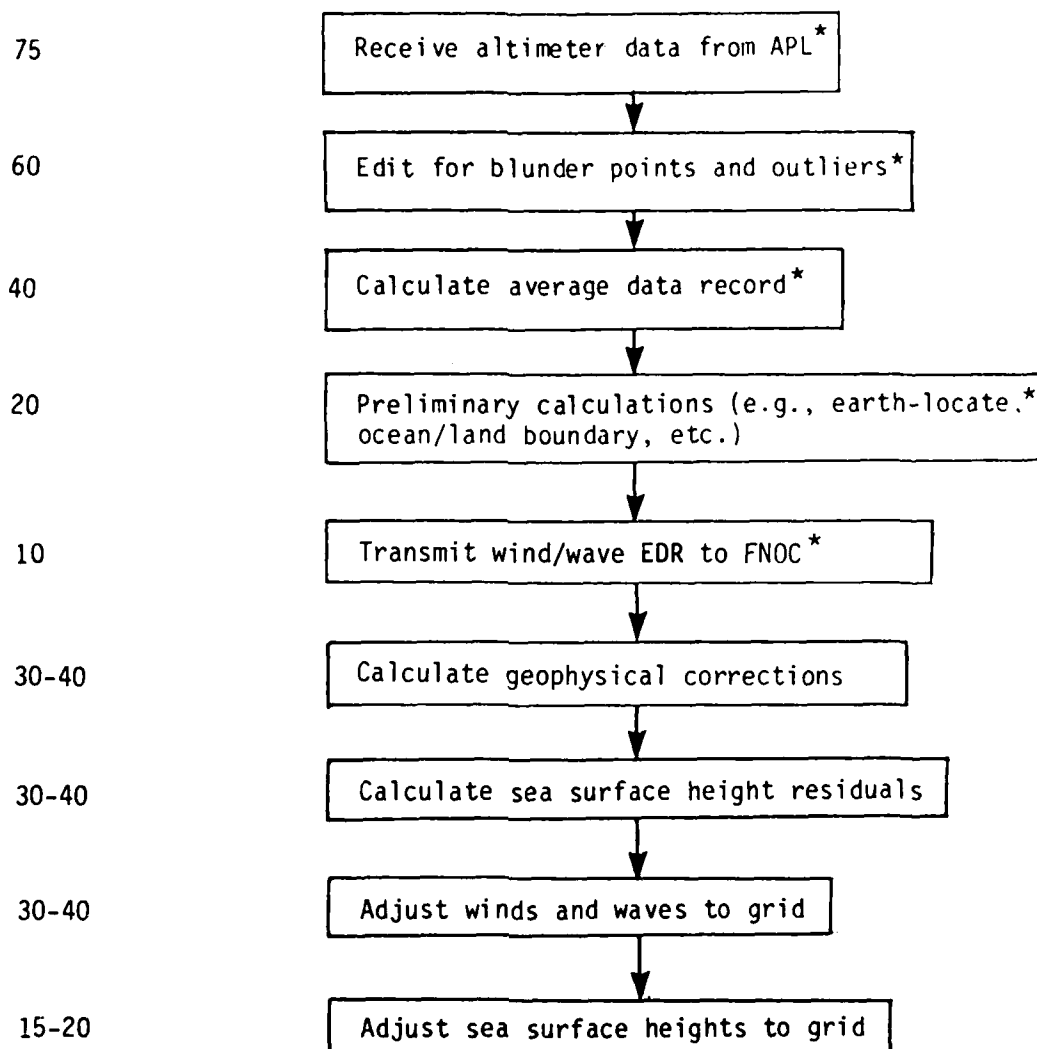 75 Receive altimeter data from APL*
60 Edit for blunder points and outliers*
40 Calculate average data record*
20 Preliminary calculations (e.g., earth-locate,*
ocean/land boundary, etc.)
10 Transmit wind/wave EDR to FNOC*
30-40 Calculate geophysical corrections
30-40 Calculate sea surface height residuals
30-40 Adjust winds and waves to grid
15-20 Adjust sea surface heights to grid